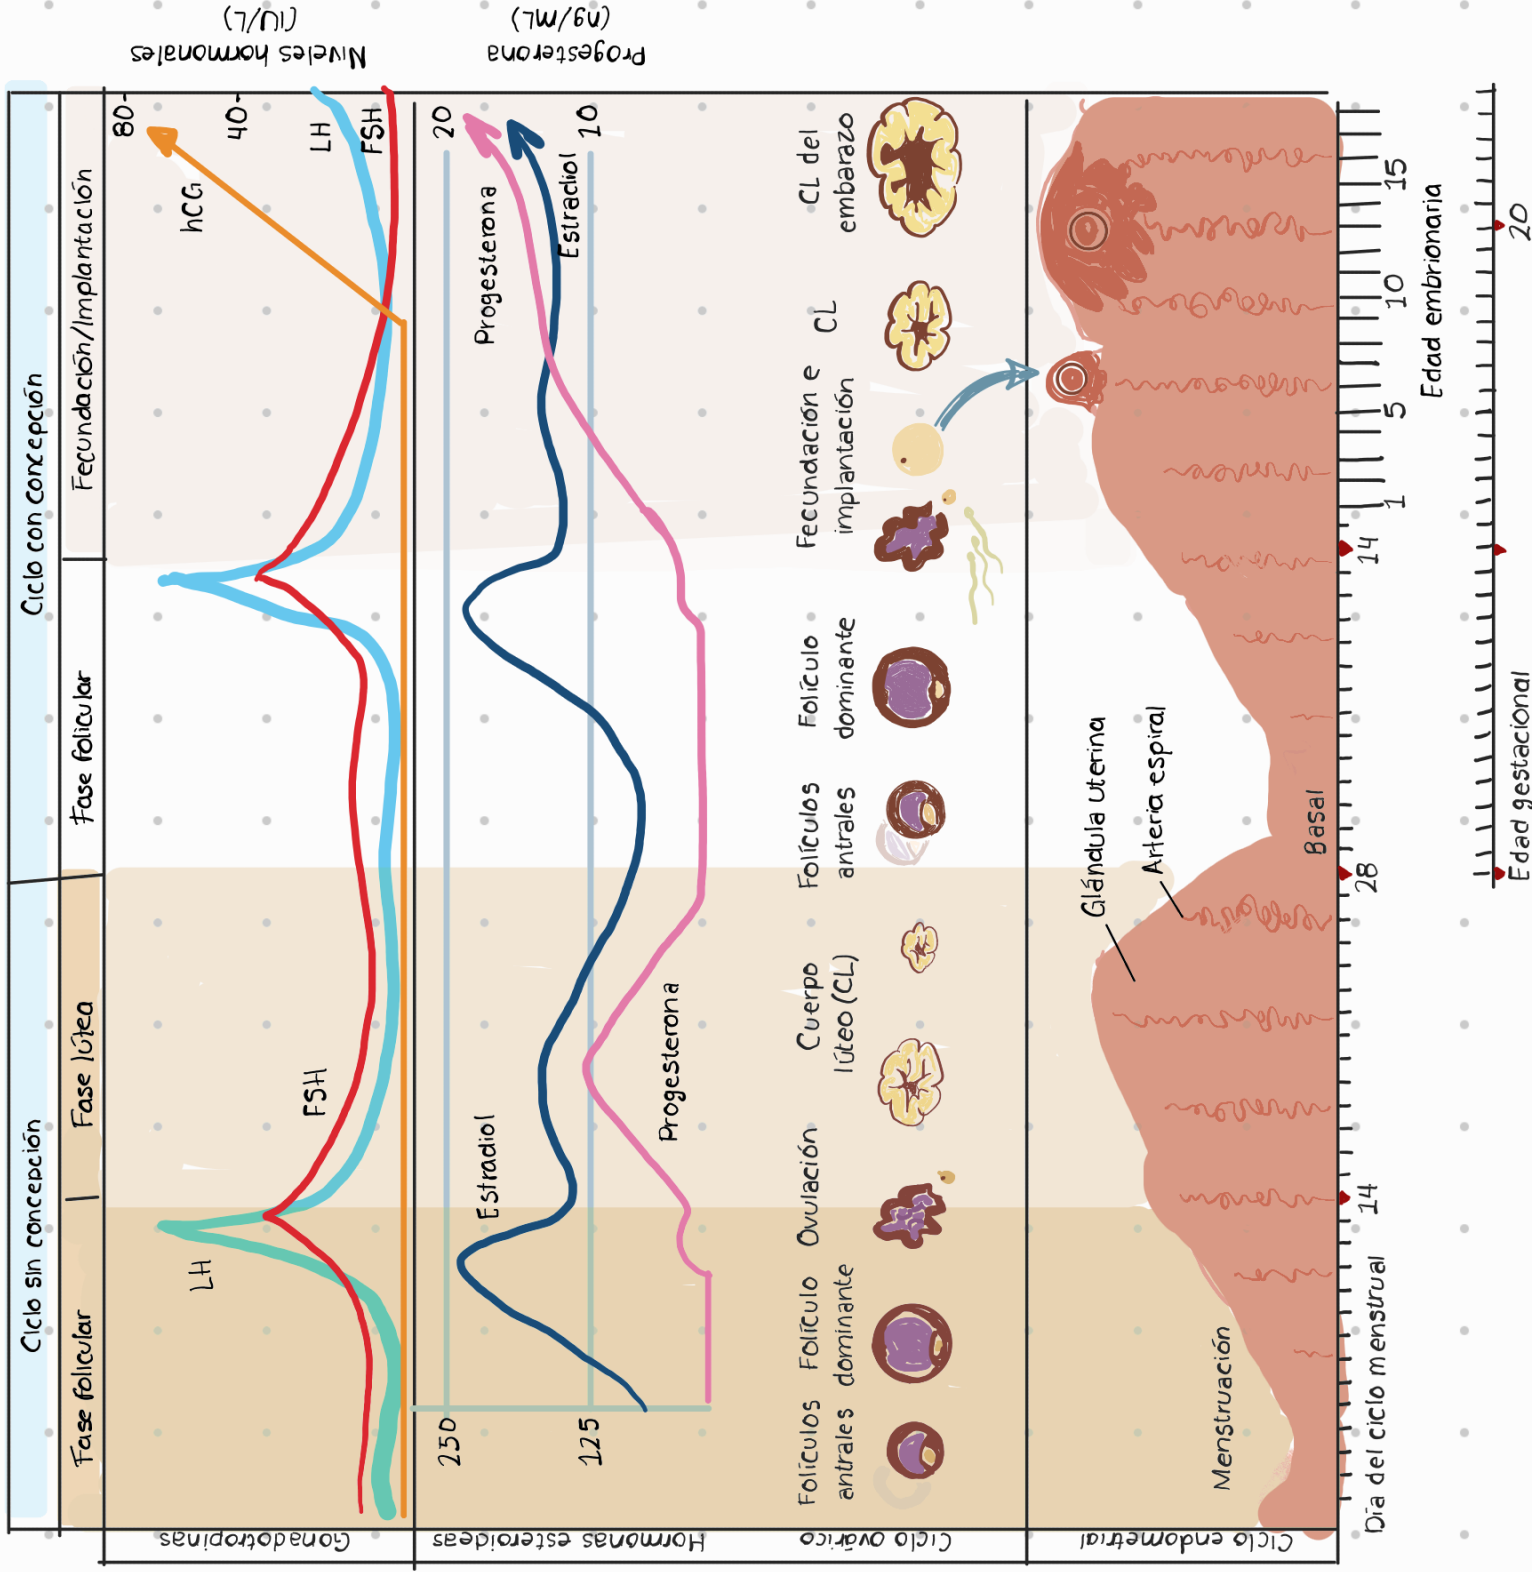 Ciclo sin concepción
Ciclo con concepción
Fase folicular
Fase lútea
Fase folicular
Fecundación/Implantación
Gonadotropinas
LH
FSH
hCG
LH
FSH
80
40
Niveles hormonales
(IU/L)
Hormonas esteroideas
250
125
Estradiol
Progesterona
Progesterona
Estradiol
20
10
Progesterona
(ng/mL)
Ciclo ovárico
Folículos
antrales
Folículo
dominante
Ovulación
Cuerpo
lúteo (CL)
Folículos
antrales
Folículo
dominante
Fecundación e
implantación
CL
CL del
embarazo
Ciclo endometrial
Menstruación
Glándula uterina
Arteria espiral
Basal
14
28
14
1
5
10
15
Día del ciclo menstrual
Edad embrionaria
Edad gestacional
20